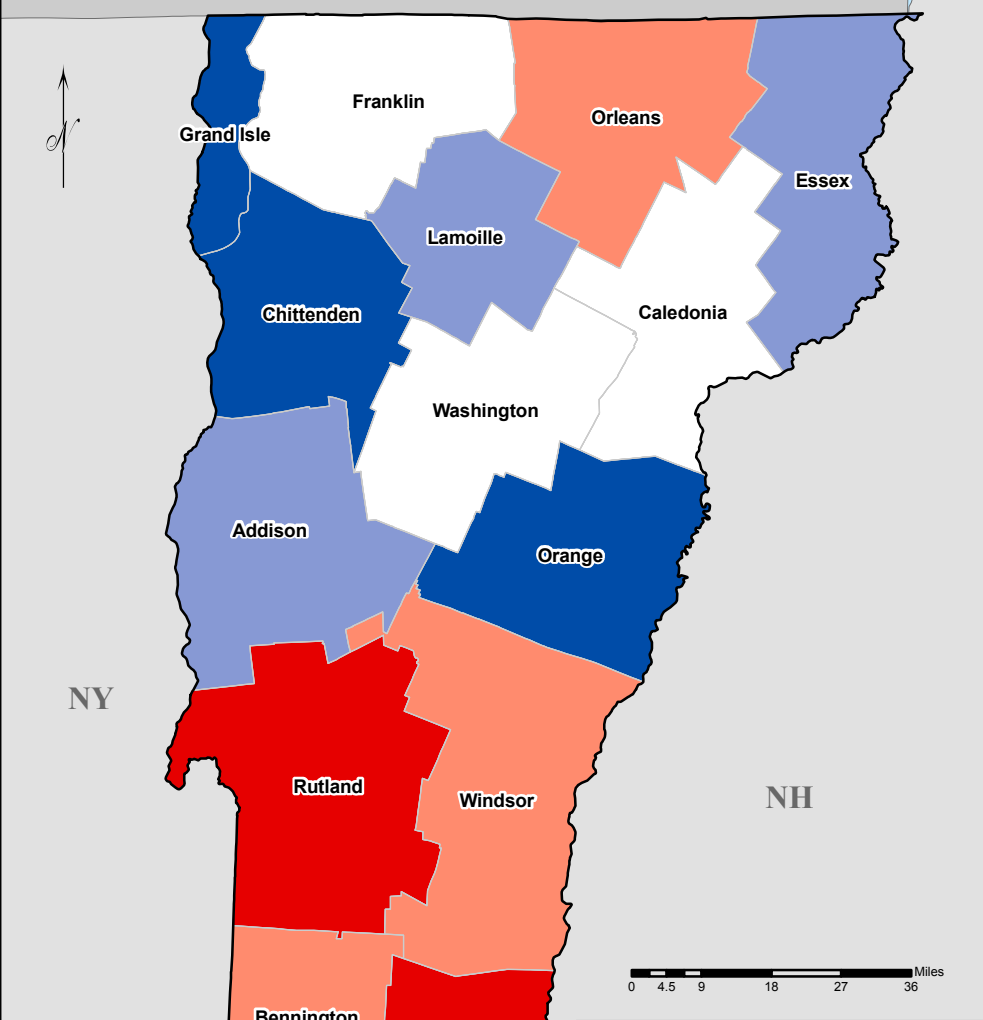 Franklin
Orleans
Grand Isle
N
Essex
Lamoille
Caledonia
Chittenden
Washington
Addison
Orange
NY
Rutland
NH
Windsor
Miles
0 4.5 9 18 27 36
Bennington